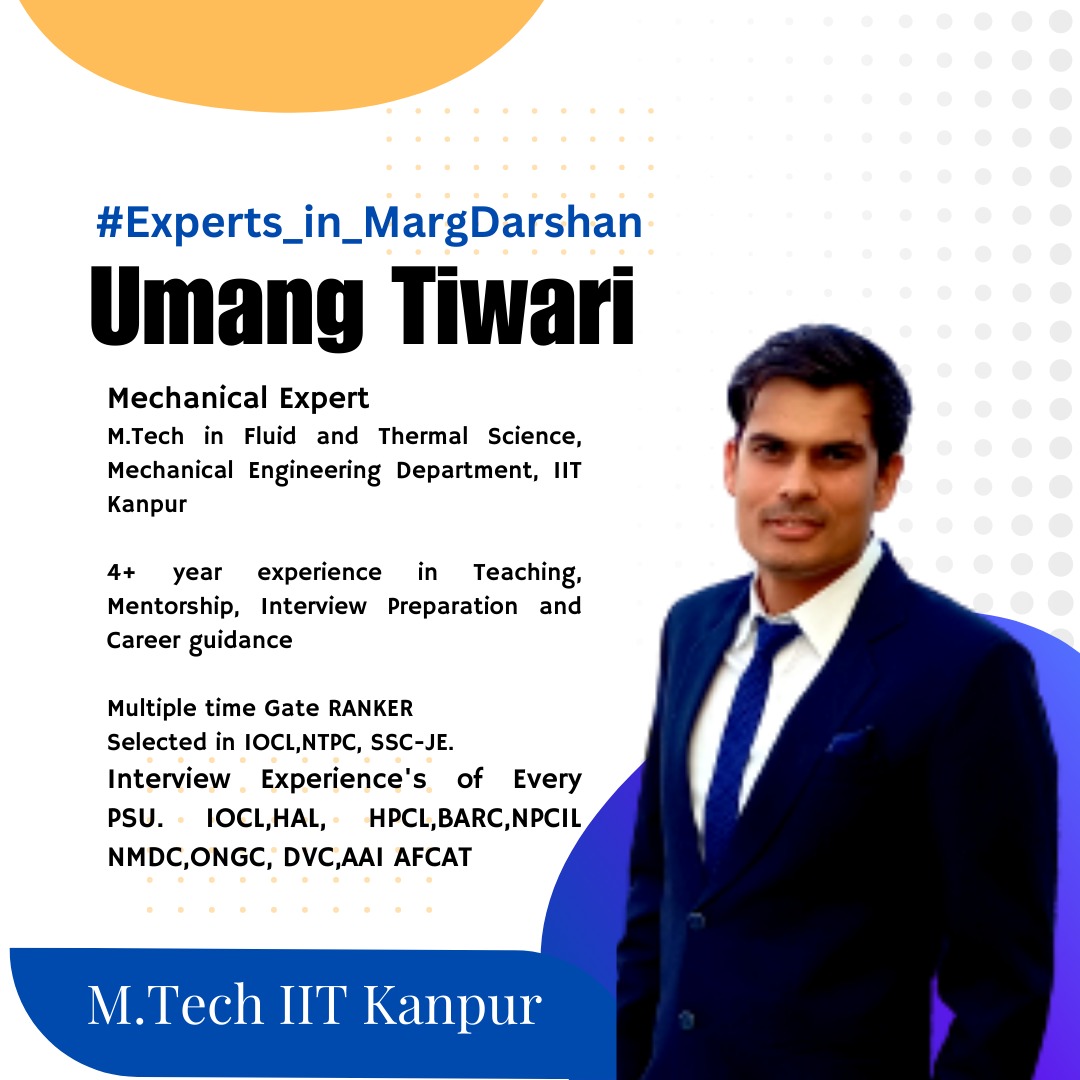 #Experts_in_MargDarshan
Umang Tiwari
Mechanical Expert
M.Tech in Fluid and Thermal Science,
Mechanical Engineering Department, IIT
Kanpur
4+ year experience in Teaching,
Mentorship, Interview Preparation and
Career guidance
Multiple time Gate RANKER
Selected in IOCL,NTPC, SSC-JE.
Interview Experience's of Every
PSU. IOCL,HAL, HPCL,BARC,NPCIL
NMDC,ONGC, DVC,AAI AFCAT
M.Tech IIT Kanpur